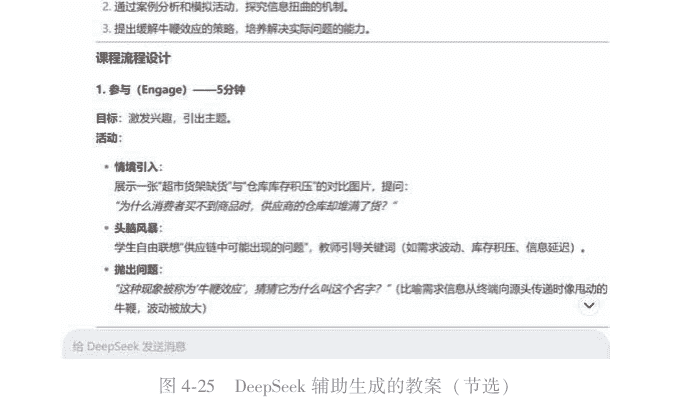 2. 通过案例分析和模拟活动，探究信息扭曲的机制。
3. 提出缓解牛鞭效应的策略，培养解决实际问题的能力。
课程流程设计
1. 参与（Engage）——5分钟
目标：激发兴趣，引出主题。
活动：
• 情境引入：
展示一张"超市货架缺货"与"仓库库存积压"的对比图片，提问：
"为什么消费者买不到商品时，供应商的仓库却堆满了货？"
• 头脑风暴：
学生自由联想"供应链中可能出现的问题"，教师引导关键词（如需求波动、库存积压、信息延迟）。
• 抛出问题：
"这种现象被称为'牛鞭效应'，猜猜它为什么叫这个名字？"（比喻需求信息从终端向源头传递时像甩动的
牛鞭，波动被放大）
给 DeepSeek 发送消息
图 4-25 DeepSeek 辅助生成的教案（节选）